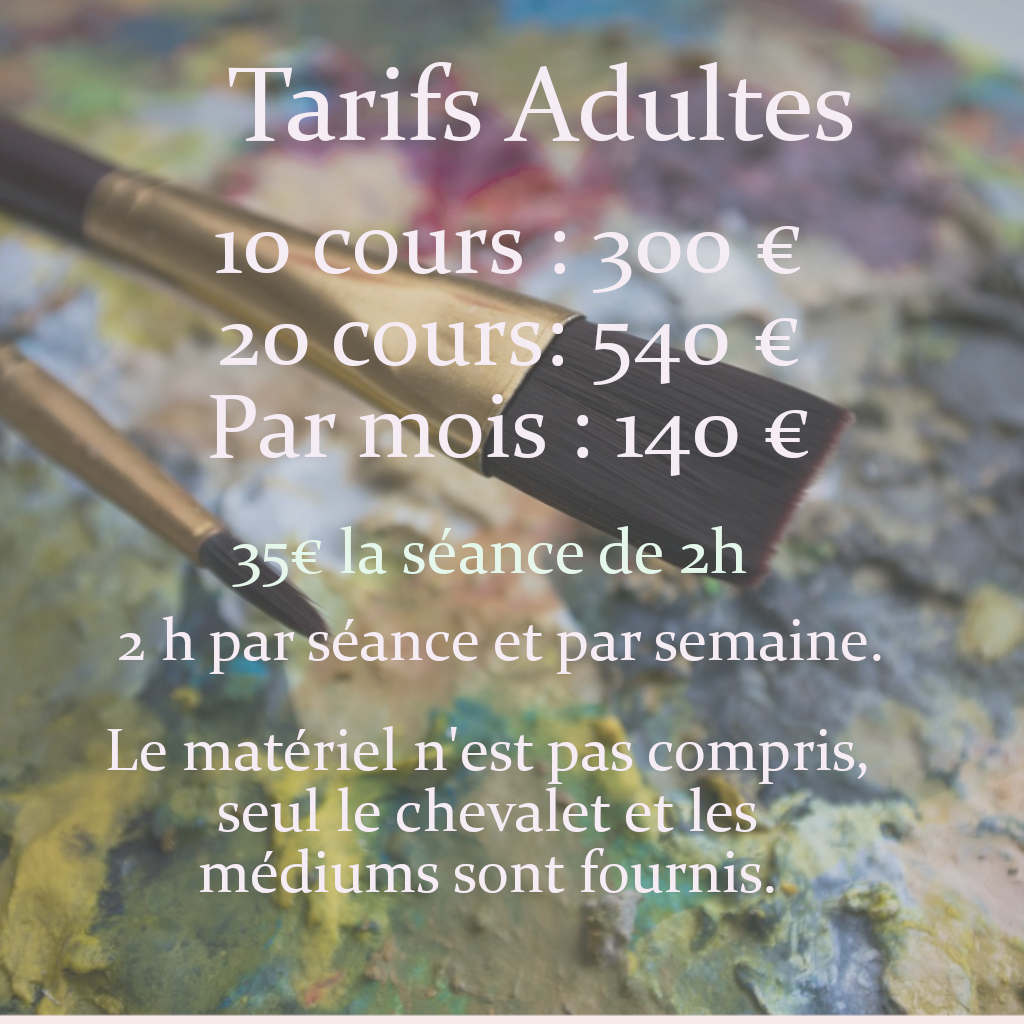 Tarifs Adultes
10 cours : 300 €
20 cours: 540 €
Par mois : 140 €
35€ la séance de 2h
2 h par séance et par semaine.
Le matériel n'est pas compris,
seul le chevalet et les
médiums sont fournis.